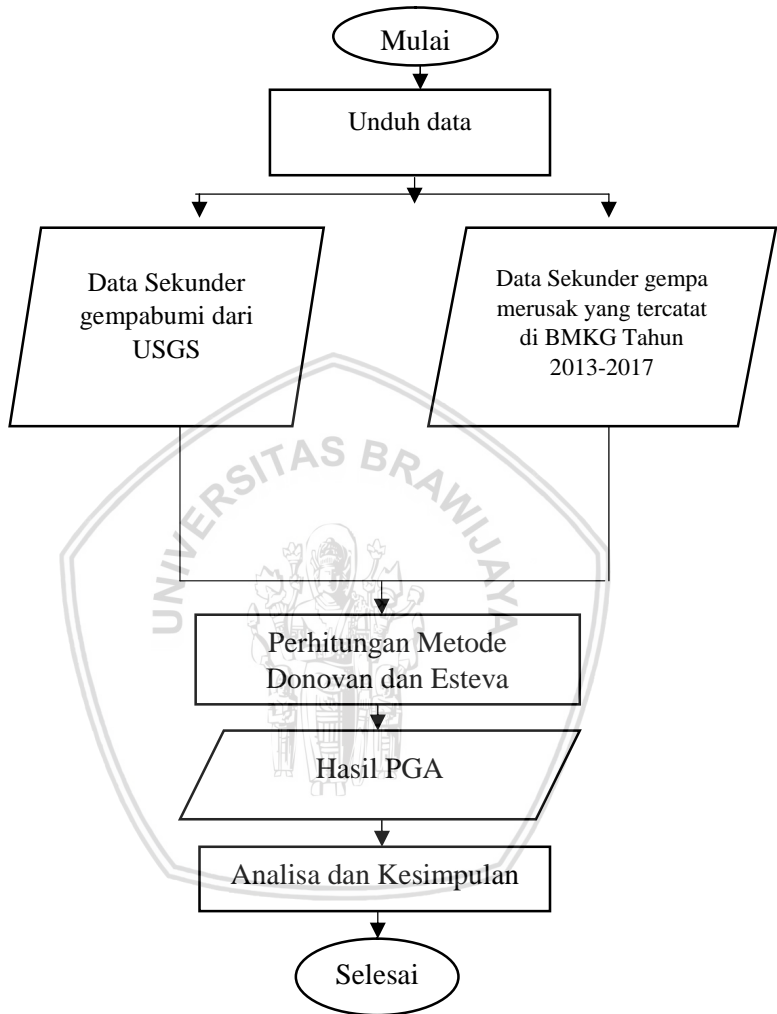 Mulai
Unduh data
Data Sekunder
gempabumi dari
USGS
Data Sekunder gempa
merusak yang tercatat
di BMKG Tahun
2013-2017
UNIVERSITAS BRAWIJAYA
Perhitungan Metode
Donovan dan Esteva
Hasil PGA
Analisa dan Kesimpulan
Selesai